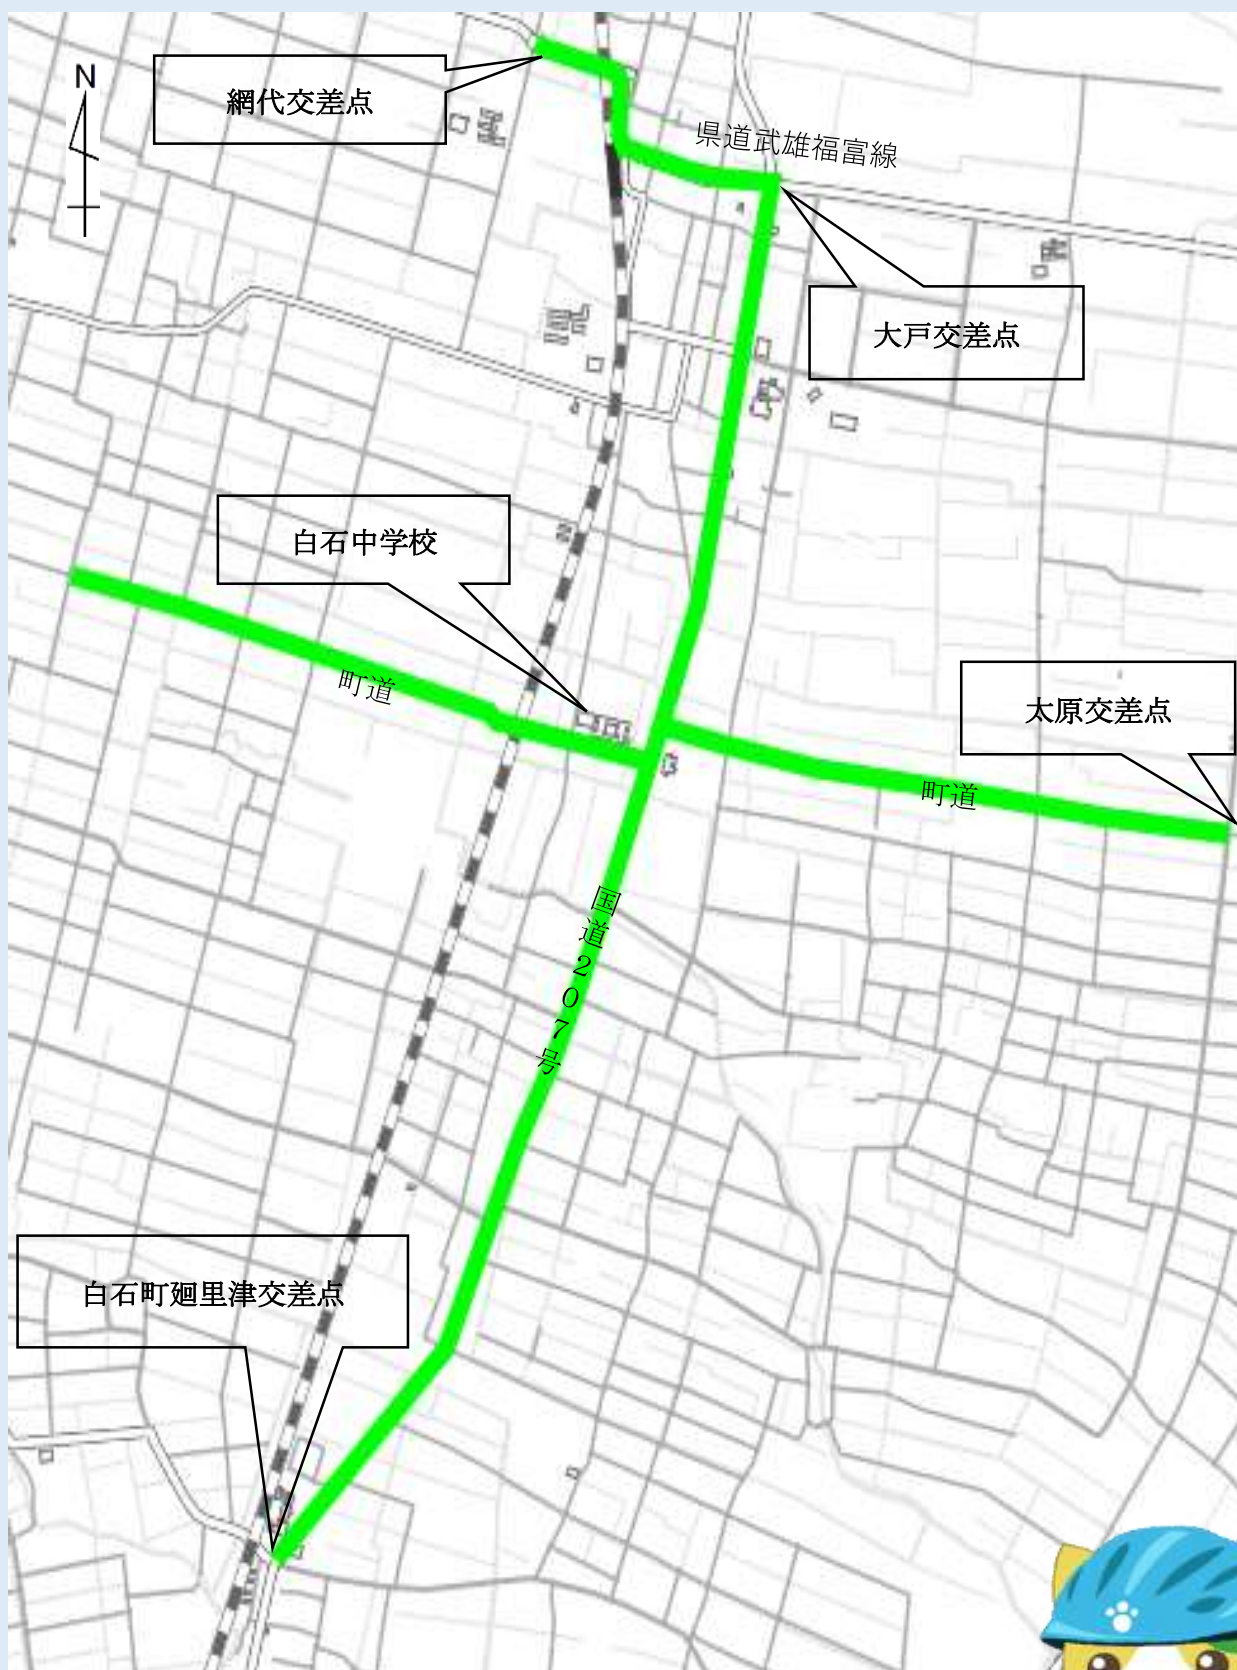 網代交差点
N
県道武雄福富線
大戸交差点
白石中学校
町道
太原交差点
町道
国道207号
白石町廻里津交差点